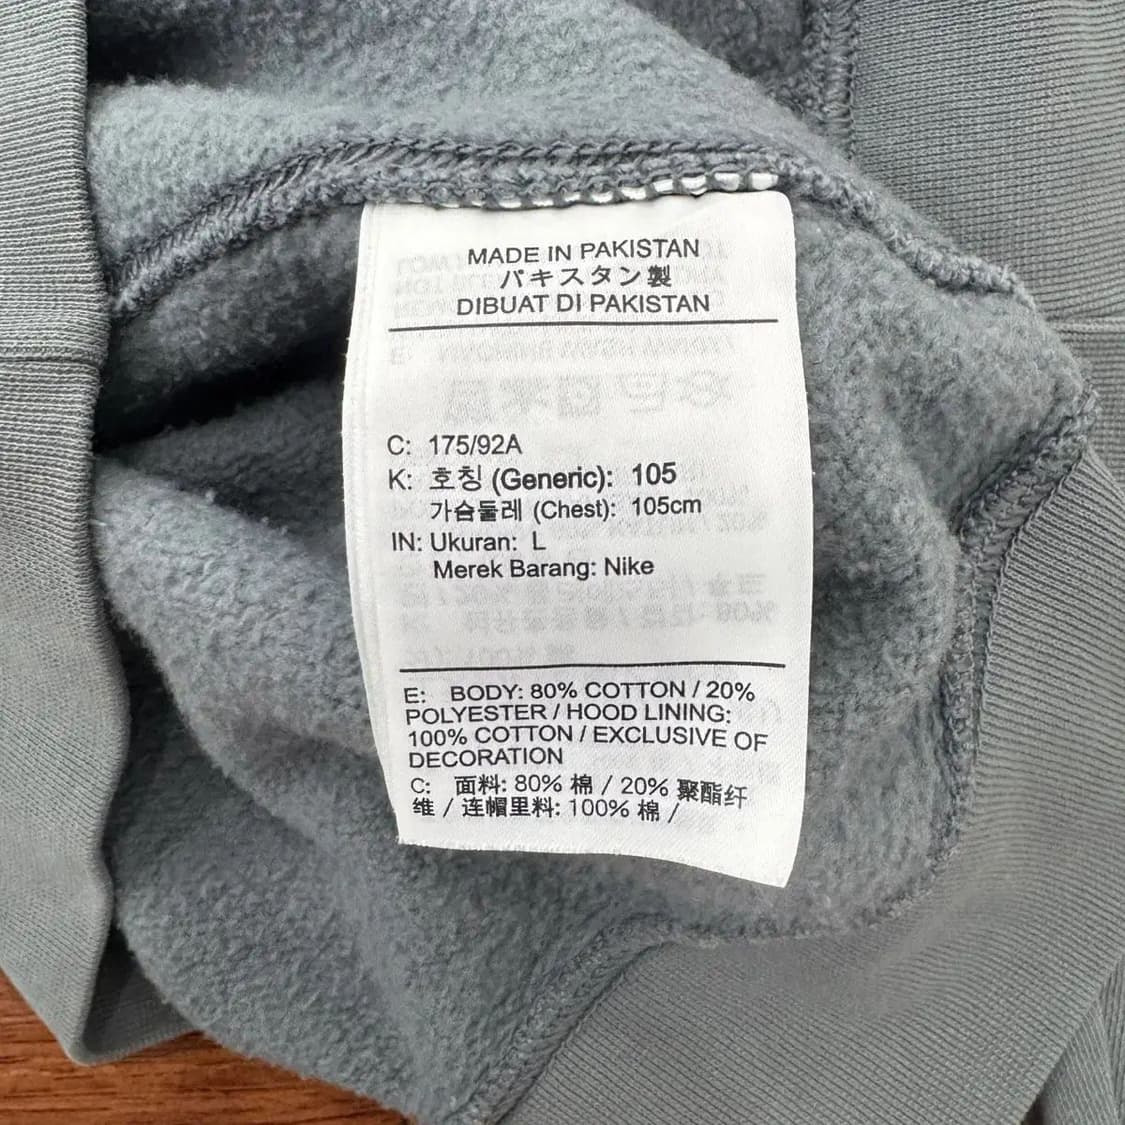 MADE IN PAKISTAN
パキスタン製
DIBUAT DI PAKISTAN
C: 175/92A
K: 호칭 (Generic): 105
가슴둘레 (Chest): 105cm
IN: Ukuran: L
Merek Barang: Nike
E: BODY: 80% COTTON / 20%
POLYESTER / HOOD LINING:
100% COTTON / EXCLUSIVE OF
DECORATION
C: 面料: 80% 棉 / 20% 聚酯纤
维 / 连帽里料: 100% 棉 /